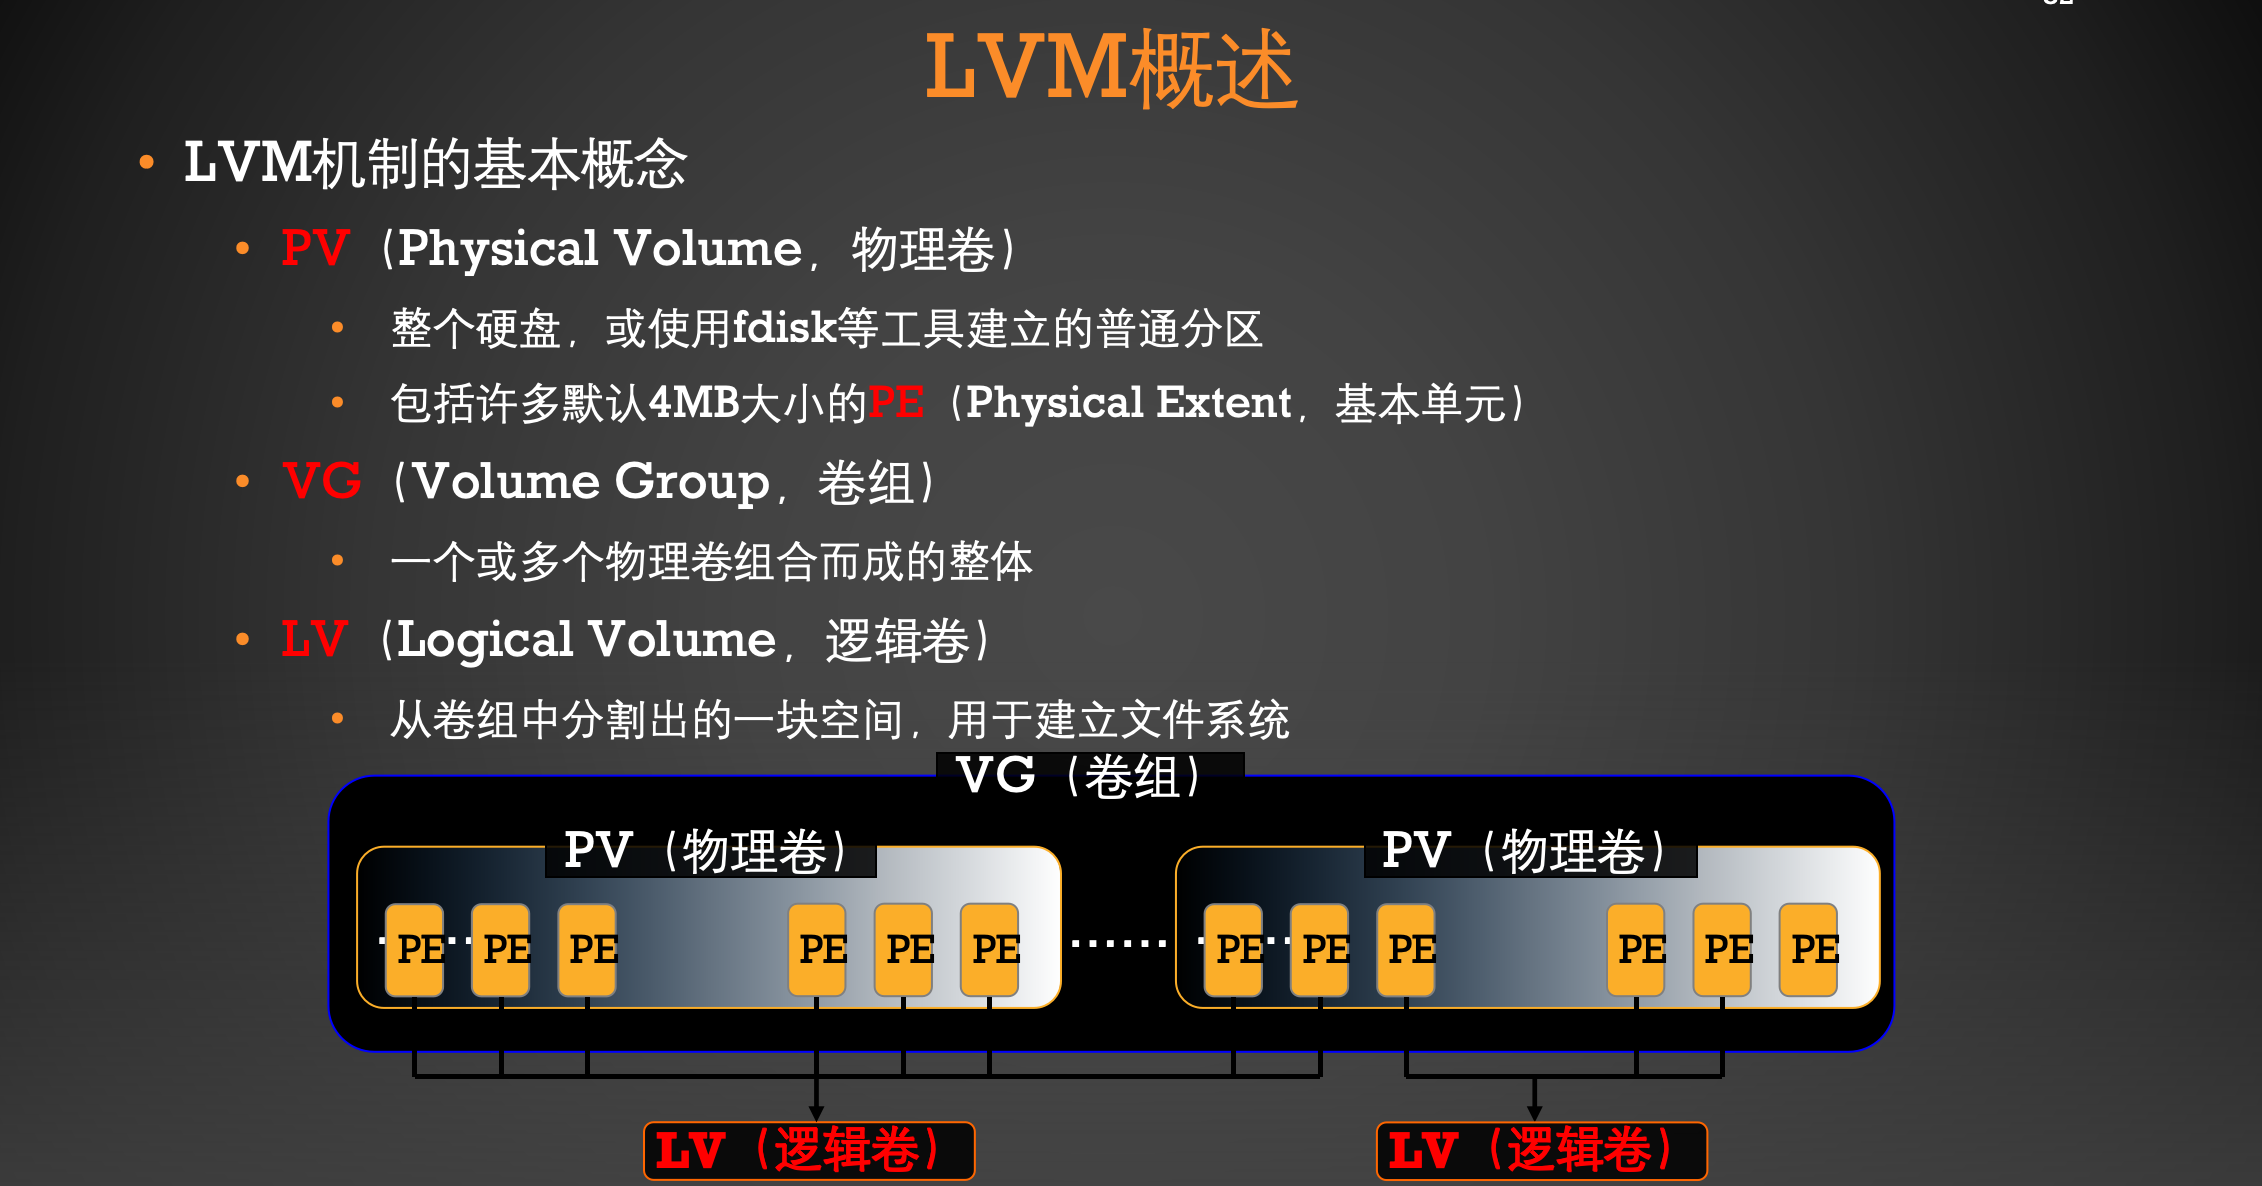 LVM概述
• LVM机制的基本概念
• PV（Physical Volume，物理卷）
• 整个硬盘，或使用fdisk等工具建立的普通分区
• 包括许多默认4MB大小的PE（Physical Extent，基本单元）
• VG（Volume Group，卷组）
• 一个或多个物理卷组合而成的整体
• LV（Logical Volume，逻辑卷）
• 从卷组中分割出的一块空间，用于建立文件系统
VG（卷组）
PV（物理卷） PV（物理卷）
PE PE PE PE PE PE ...... PE PE PE PE PE PE
LV（逻辑卷） LV（逻辑卷）